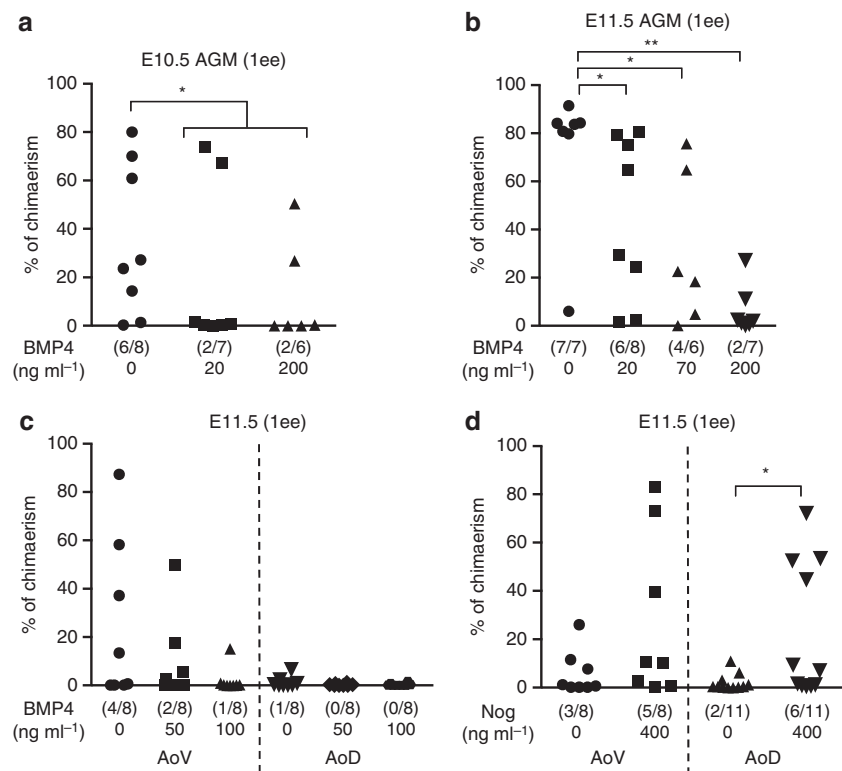 a
E10.5 AGM (1ee)
*
% of chimaerism
100
80
60
40
20
0
BMP4 (6/8) (2/7) (2/6)
(ng ml⁻¹) 0 20 200
b
E11.5 AGM (1ee)
**
*
*
% of chimaerism
100
80
60
40
20
0
BMP4 (7/7) (6/8) (4/6) (2/7)
(ng ml⁻¹) 0 20 70 200
c
E11.5 (1ee)
% of chimaerism
100
80
60
40
20
0
BMP4 (4/8) (2/8) (1/8) (1/8) (0/8) (0/8)
(ng ml⁻¹) 0 50 100 0 50 100
AoV AoD
d
E11.5 (1ee)
*
% of chimaerism
100
80
60
40
20
0
Nog (3/8) (5/8) (2/11) (6/11)
(ng ml⁻¹) 0 400 0 400
AoV AoD